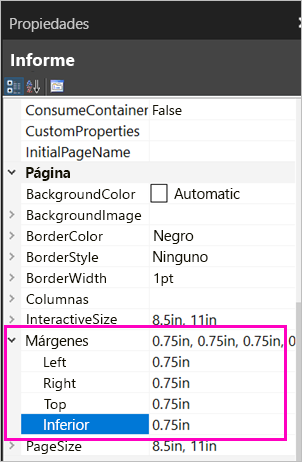 Propiedades
Informe
ConsumeContainer False
CustomProperties
InitialPageName
Página
BackgroundColor Automatic
BackgroundImage
BorderColor Negro
BorderStyle Ninguno
BorderWidth 1pt
Columnas
InteractiveSize 8.5in, 11in
Márgenes 0.75in, 0.75in, 0.75in, 0
Left 0.75in
Right 0.75in
Top 0.75in
Inferior 0.75in
PageSize 8.5in, 11in